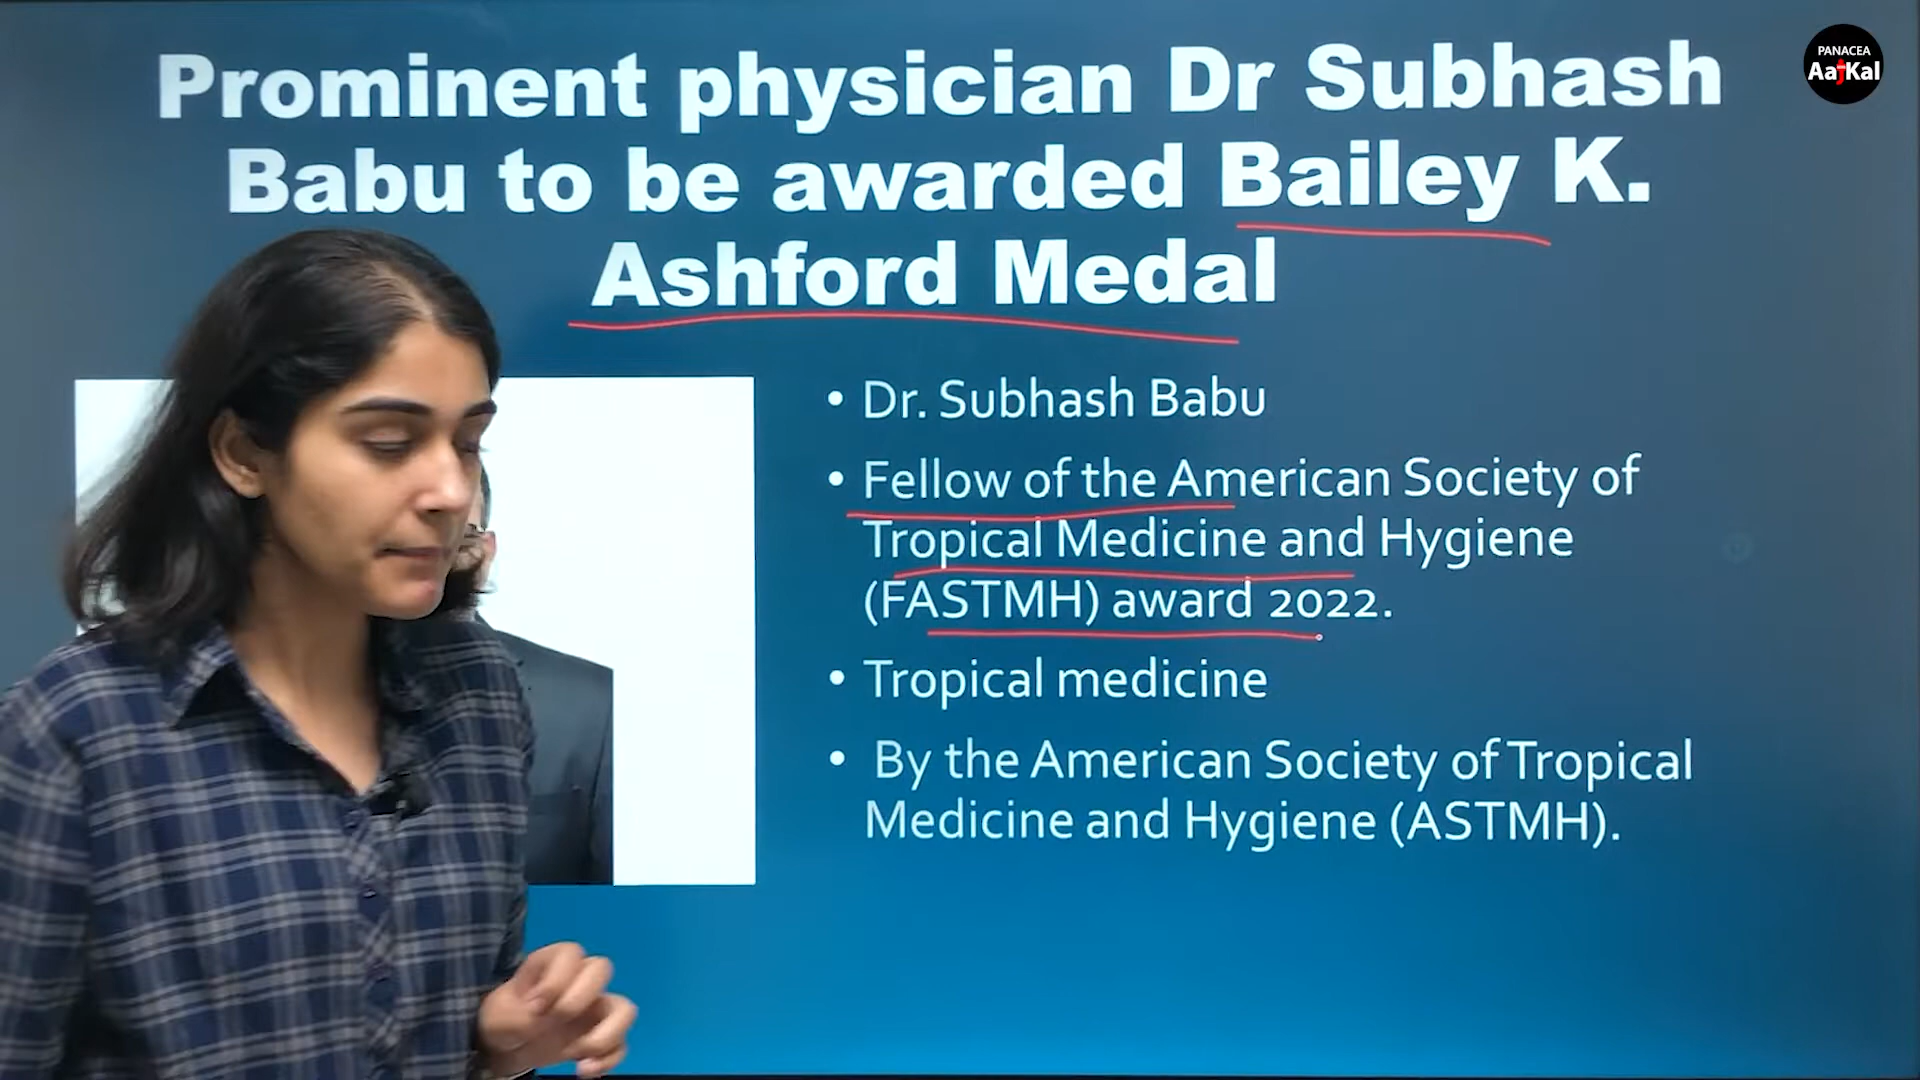 PANACEA
Aaj Kal
Prominent physician Dr Subhash
Babu to be awarded Bailey K.
Ashford Medal
• Dr. Subhash Babu
• Fellow of the American Society of
Tropical Medicine and Hygiene
(FASTMH) award 2022.
• Tropical medicine
• By the American Society of Tropical
Medicine and Hygiene (ASTMH).